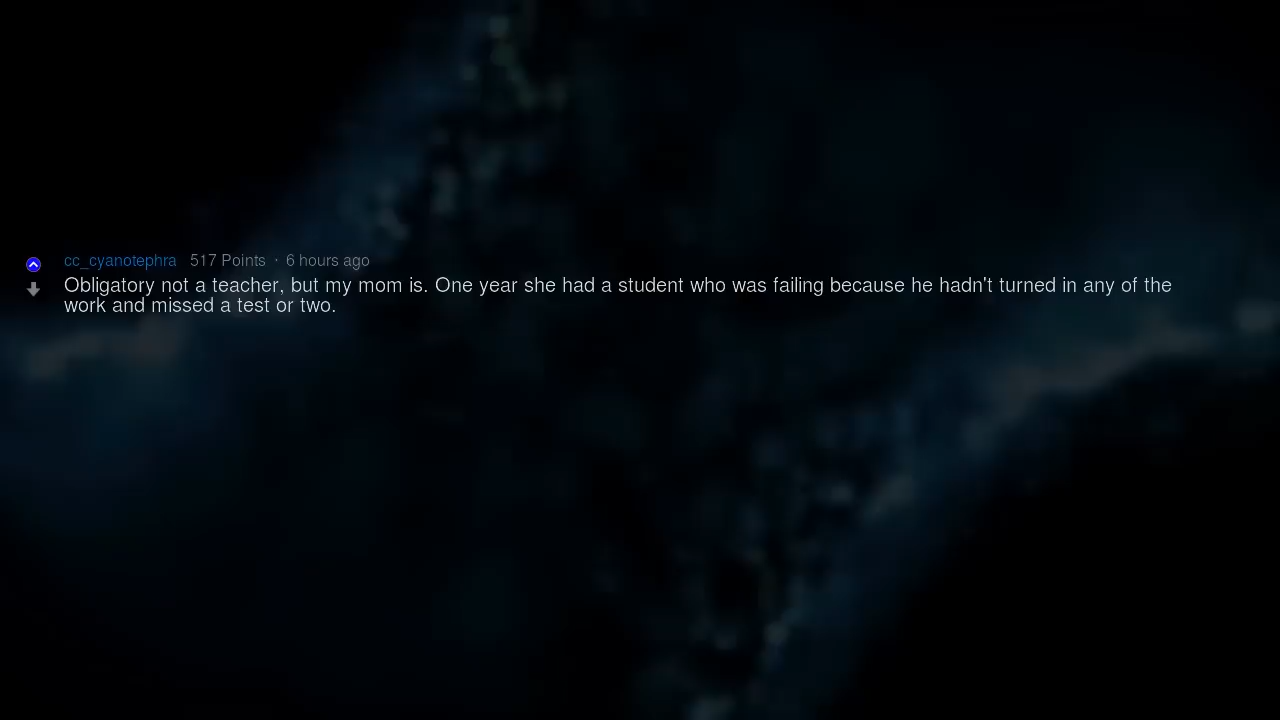 cc_cyanotephra 517 Points · 6 hours ago
Obligatory not a teacher, but my mom is. One year she had a student who was failing because he hadn't turned in any of the
work and missed a test or two.